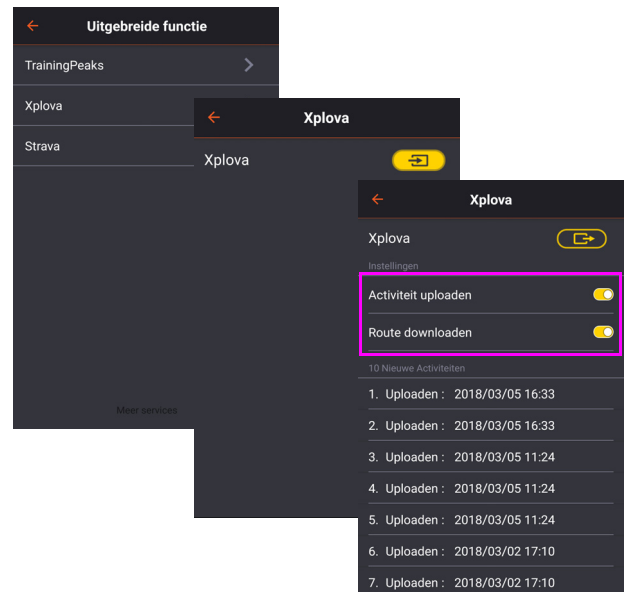 Uitgebreide functie
TrainingPeaks
Xplova
Strava
Meer services
Xplova
Xplova
Xplova
Xplova
Instellingen
Activiteit uploaden
Route downloaden
10 Nieuwe Activiteiten
1. Uploaden : 2018/03/05 16:33
2. Uploaden : 2018/03/05 16:33
3. Uploaden : 2018/03/05 11:24
4. Uploaden : 2018/03/05 11:24
5. Uploaden : 2018/03/05 11:24
6. Uploaden : 2018/03/02 17:10
7. Uploaden : 2018/03/02 17:10